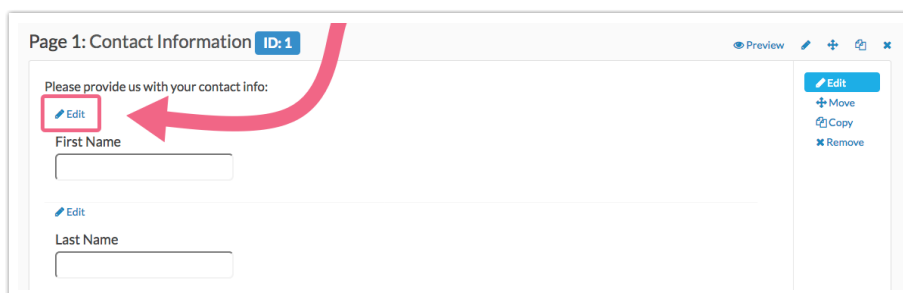 Page 1: Contact Information ID: 1
Preview
Please provide us with your contact info:
Edit
First Name
Edit
Last Name
Edit
Move
Copy
Remove